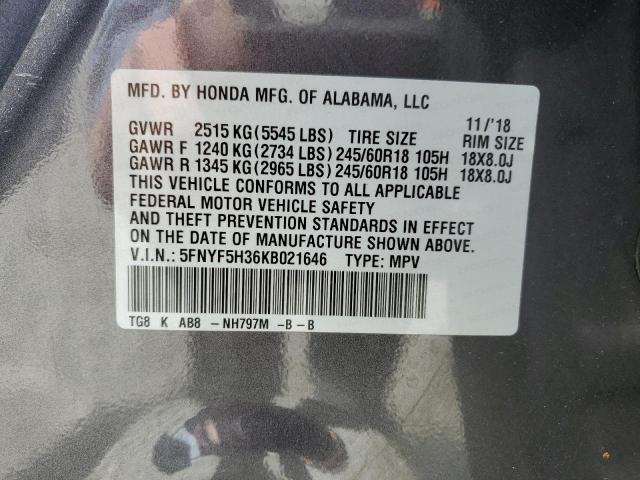 MFD. BY HONDA MFG. OF ALABAMA, LLC
11/'18
GVWR 2515 KG (5545 LBS) TIRE SIZE RIM SIZE
GAWR F 1240 KG (2734 LBS) 245/60R18 105H 18X8.0J
GAWR R 1345 KG (2965 LBS) 245/60R18 105H 18X8.0J
THIS VEHICLE CONFORMS TO ALL APPLICABLE
FEDERAL MOTOR VEHICLE SAFETY
AND THEFT PREVENTION STANDARDS IN EFFECT
ON THE DATE OF MANUFACTURE SHOWN ABOVE.
V.I.N.: 5FNYF5H36KB021646 TYPE: MPV
TG8 K AB8 - NH797M -B - B